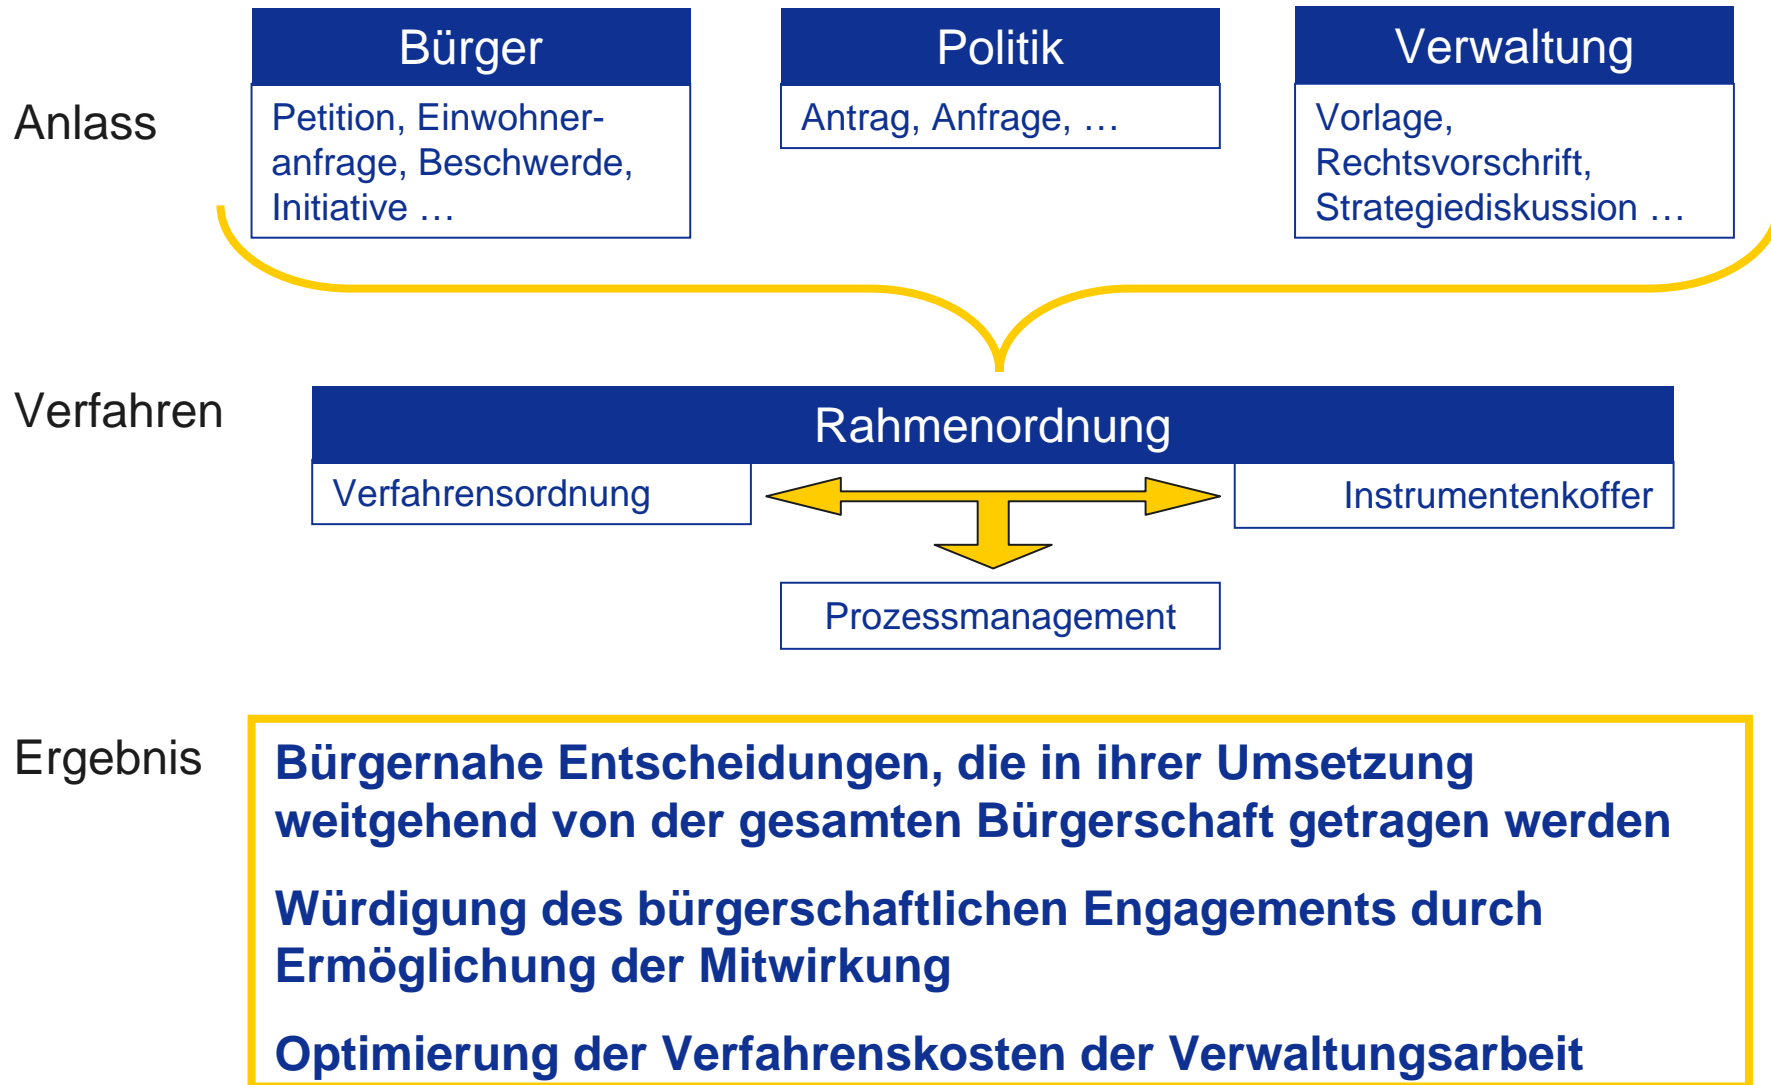 Bürger
Politik
Verwaltung
Anlass
Petition, Einwohner-
anfrage, Beschwerde,
Initiative …
Antrag, Anfrage, …
Vorlage,
Rechtsvorschrift,
Strategiediskussion …
Verfahren
Rahmenordnung
Verfahrensordnung
Instrumentenkoffer
Prozessmanagement
Ergebnis
Bürgernahe Entscheidungen, die in ihrer Umsetzung
weitgehend von der gesamten Bürgerschaft getragen werden
Würdigung des bürgerschaftlichen Engagements durch
Ermöglichung der Mitwirkung
Optimierung der Verfahrenskosten der Verwaltungsarbeit